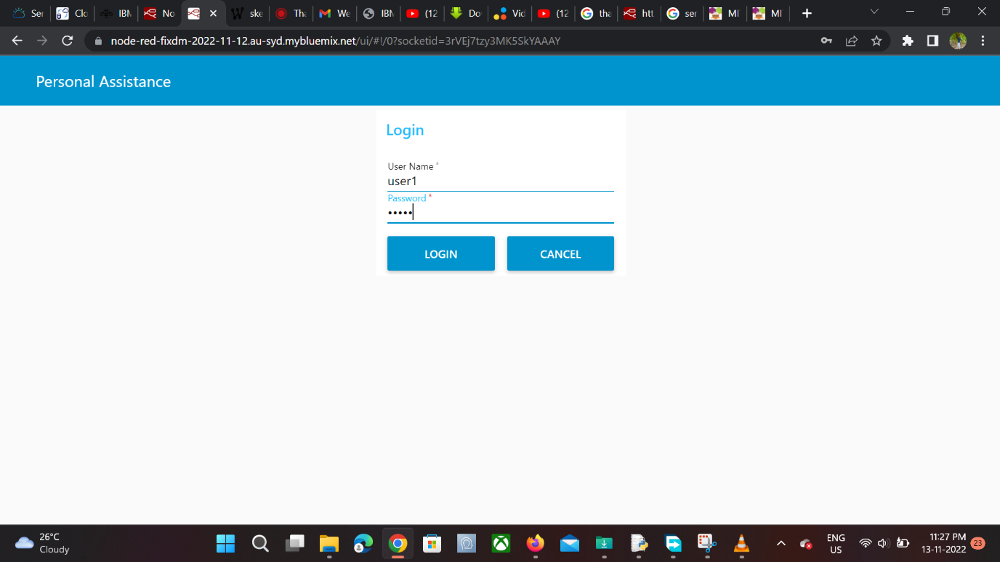 Ser
Clo
IBM
No
ske
Tha
We
IBM
(12
Do
Vid
(12
tha
htt
ser
MI
MI
node-red-fixdm-2022-11-12.au-syd.mybluemix.net/ui/#!/0?socketid=3rVEj7tzy3MK5SkYAAAY
Personal Assistance
Login
User Name *
user1
Password *
•••••
LOGIN
CANCEL
26°C
Cloudy
ENG
US
11:27 PM
13-11-2022
23